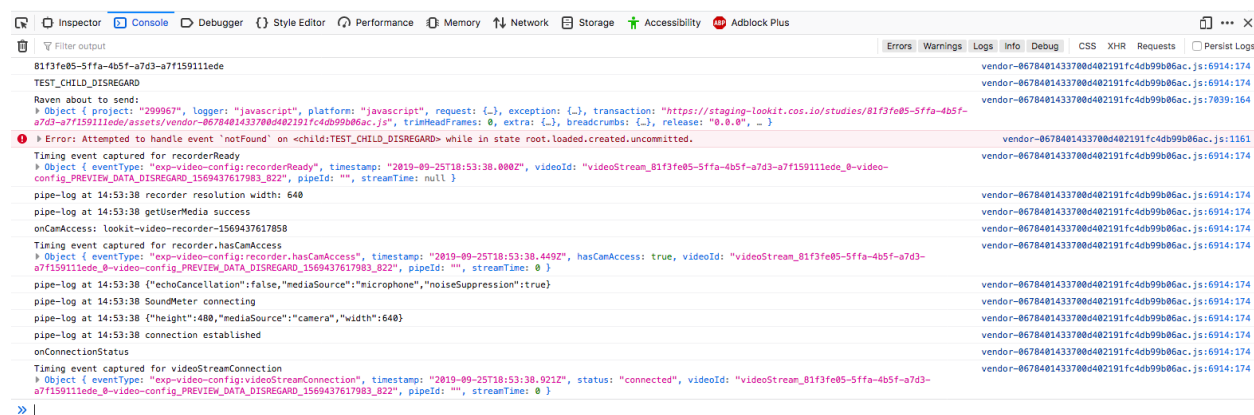 Inspector Console Debugger {} Style Editor Performance Memory Network Storage Accessibility ABP Adblock Plus
Filter output Errors Warnings Logs Info Debug CSS XHR Requests Persist Logs
81f3fe05-5ffa-4b5f-a7d3-a7f159111ede vendor-0678401433700d402191fc4db99b06ac.js:6914:174
TEST_CHILD_DISREGARD vendor-0678401433700d402191fc4db99b06ac.js:6914:174
Raven about to send: vendor-0678401433700d402191fc4db99b06ac.js:7039:164
Object { project: "299967", logger: "javascript", platform: "javascript", request: {…}, exception: {…}, transaction: "https://staging-lookit.cos.io/studies/81f3fe05-5ffa-4b5f-
a7d3-a7f159111ede/assets/vendor-0678401433700d402191fc4db99b06ac.js", trimHeadFrames: 0, extra: {…}, breadcrumbs: {…}, release: "0.0.0", … }
Error: Attempted to handle event `notFound` on <child:TEST_CHILD_DISREGARD> while in state root.loaded.created.uncommitted. vendor-0678401433700d402191fc4db99b06ac.js:1161
Timing event captured for recorderReady vendor-0678401433700d402191fc4db99b06ac.js:6914:174
Object { eventType: "exp-video-config:recorderReady", timestamp: "2019-09-25T18:53:38.000Z", videoId: "videoStream_81f3fe05-5ffa-4b5f-a7d3-a7f159111ede_0-video-
config_PREVIEW_DATA_DISREGARD_1569437617983_822", pipeId: "", streamTime: null }
pipe-log at 14:53:38 recorder resolution width: 640 vendor-0678401433700d402191fc4db99b06ac.js:6914:174
pipe-log at 14:53:38 getUserMedia success vendor-0678401433700d402191fc4db99b06ac.js:6914:174
onCamAccess: lookit-video-recorder-1569437617858 vendor-0678401433700d402191fc4db99b06ac.js:6914:174
Timing event captured for recorder.hasCamAccess vendor-0678401433700d402191fc4db99b06ac.js:6914:174
Object { eventType: "exp-video-config:recorder.hasCamAccess", timestamp: "2019-09-25T18:53:38.449Z", hasCamAccess: true, videoId: "videoStream_81f3fe05-5ffa-4b5f-a7d3-
a7f159111ede_0-video-config_PREVIEW_DATA_DISREGARD_1569437617983_822", pipeId: "", streamTime: 0 }
pipe-log at 14:53:38 {"echoCancellation":false,"mediaSource":"microphone","noiseSuppression":true} vendor-0678401433700d402191fc4db99b06ac.js:6914:174
pipe-log at 14:53:38 SoundMeter connecting vendor-0678401433700d402191fc4db99b06ac.js:6914:174
pipe-log at 14:53:38 {"height":480,"mediaSource":"camera","width":640} vendor-0678401433700d402191fc4db99b06ac.js:6914:174
pipe-log at 14:53:38 connection established vendor-0678401433700d402191fc4db99b06ac.js:6914:174
onConnectionStatus vendor-0678401433700d402191fc4db99b06ac.js:6914:174
Timing event captured for videoStreamConnection vendor-0678401433700d402191fc4db99b06ac.js:6914:174
Object { eventType: "exp-video-config:videoStreamConnection", timestamp: "2019-09-25T18:53:38.921Z", status: "connected", videoId: "videoStream_81f3fe05-5ffa-4b5f-a7d3-
a7f159111ede_0-video-config_PREVIEW_DATA_DISREGARD_1569437617983_822", pipeId: "", streamTime: 0 }